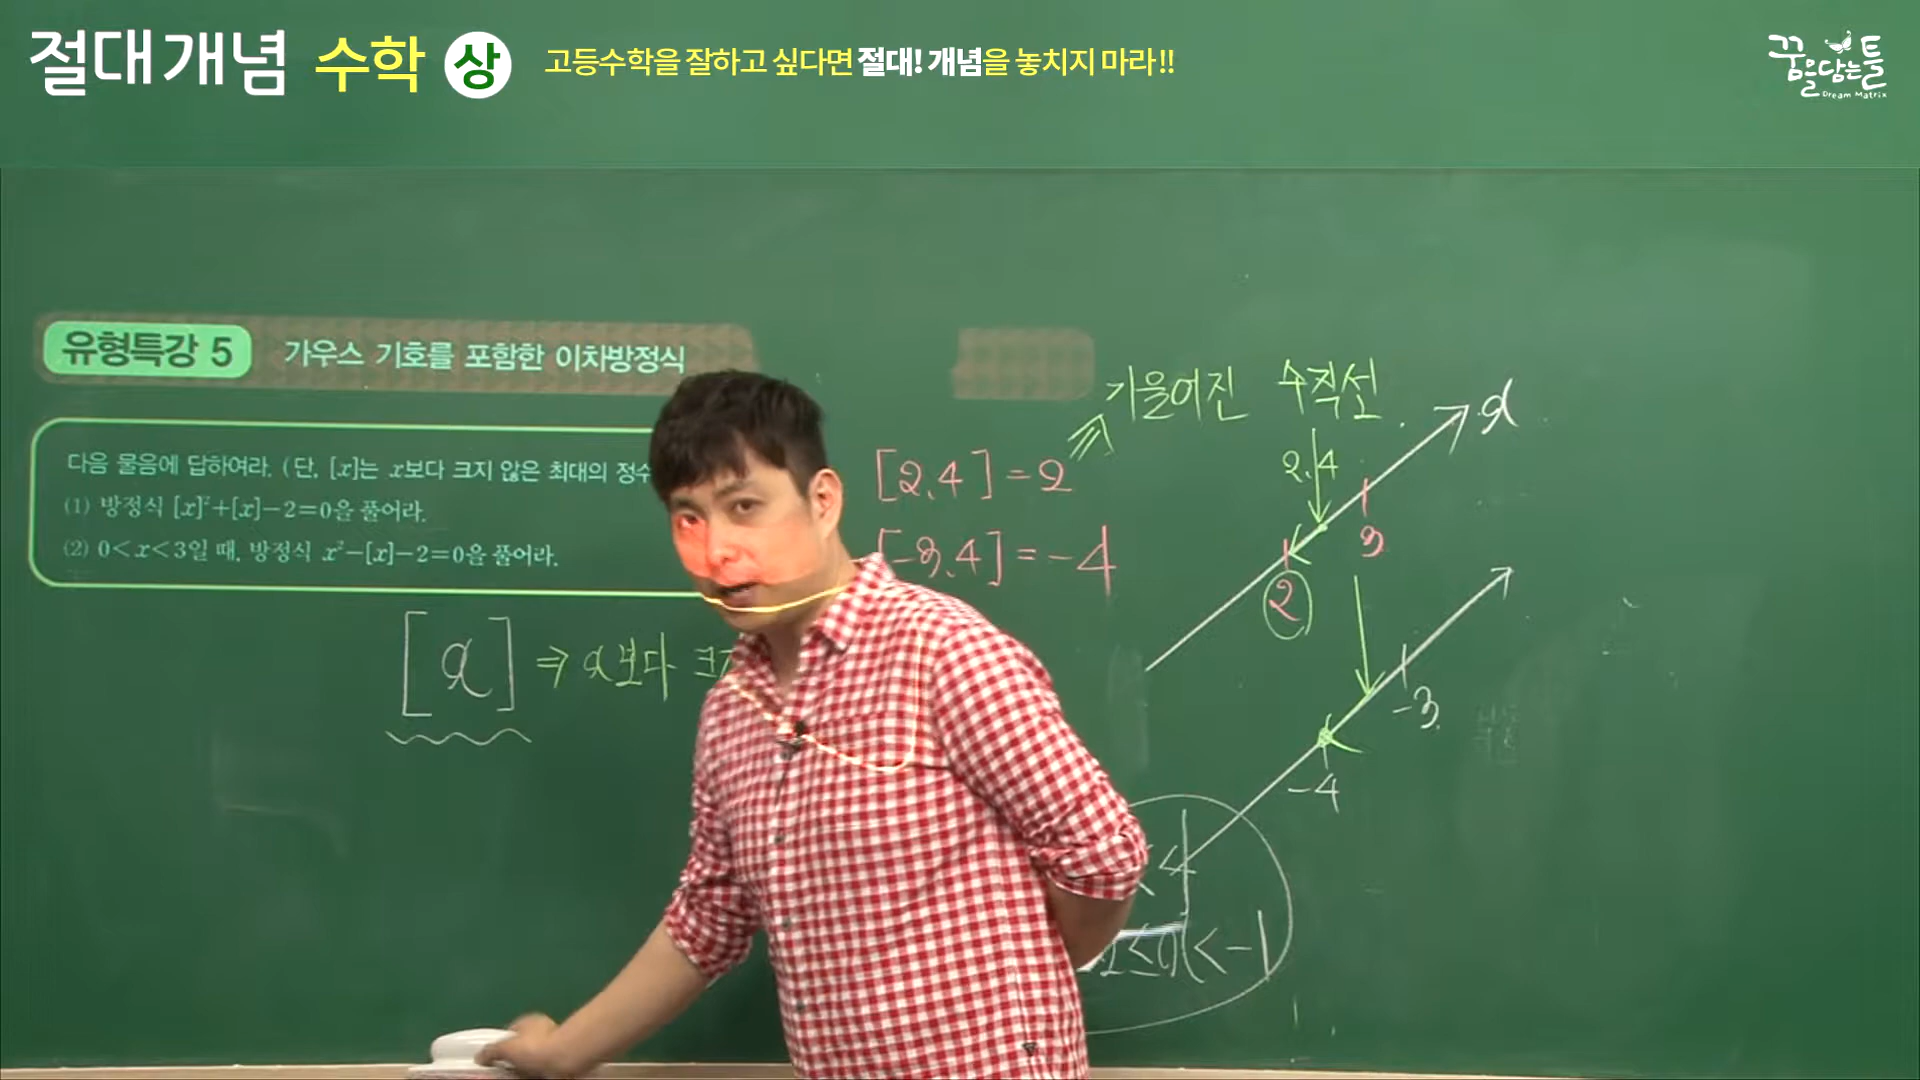 절대개념 수학 상 고등수학을 잘하고 싶다면 절대! 개념을 놓치지 마라!!
꿈을담는틀
Dream Matrix
유형특강 5 가우스 기호를 포함한 이차방정식
다음 물음에 답하여라. (단, [x]는 x보다 크지 않은 최대의 정수
(1) 방정식 [x]²+[x]-2=0을 풀어라.
(2) 0<x<3일 때, 방정식 x²-[x]-2=0을 풀어라.
[x] ⇒ x보다 크지
[2.4] = 2
[-3.4] = -4
⇒ 기울어진 수직선
x
2.4
3
2
-3
-4
<4
≤x<-1